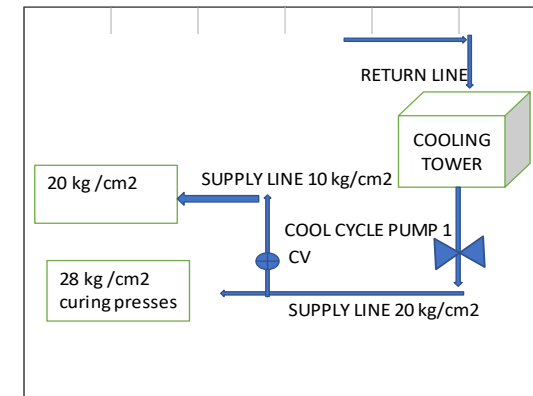 RETURN LINE
COOLING
TOWER
20 kg /cm2
SUPPLY LINE 10 kg/cm2
COOL CYCLE PUMP 1
CV
28 kg /cm2
curing presses
SUPPLY LINE 20 kg/cm2